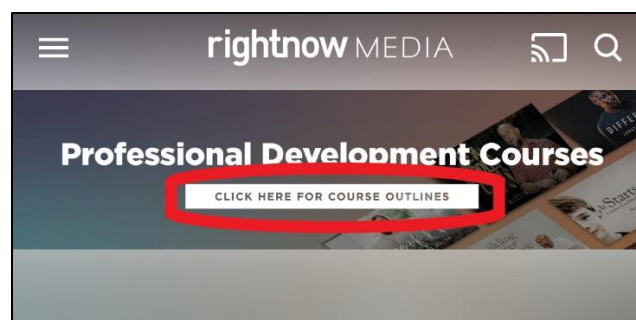 rightnow MEDIA
Professional Development Courses
CLICK HERE FOR COURSE OUTLINES